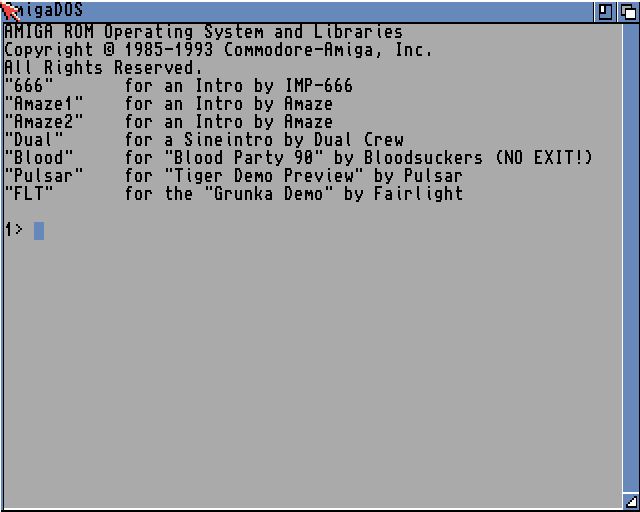 AmigaDOS
AMIGA ROM Operating System and Libraries
Copyright © 1985-1993 Commodore-Amiga, Inc.
All Rights Reserved.
"666" for an Intro by IMP-666
"Amaze1" for an Intro by Amaze
"Amaze2" for an Intro by Amaze
"Dual" for a Sineintro by Dual Crew
"Blood" for "Blood Party 90" by Bloodsuckers (NO EXIT!)
"Pulsar" for "Tiger Demo Preview" by Pulsar
"FLT" for the "Grunka Demo" by Fairlight
1>